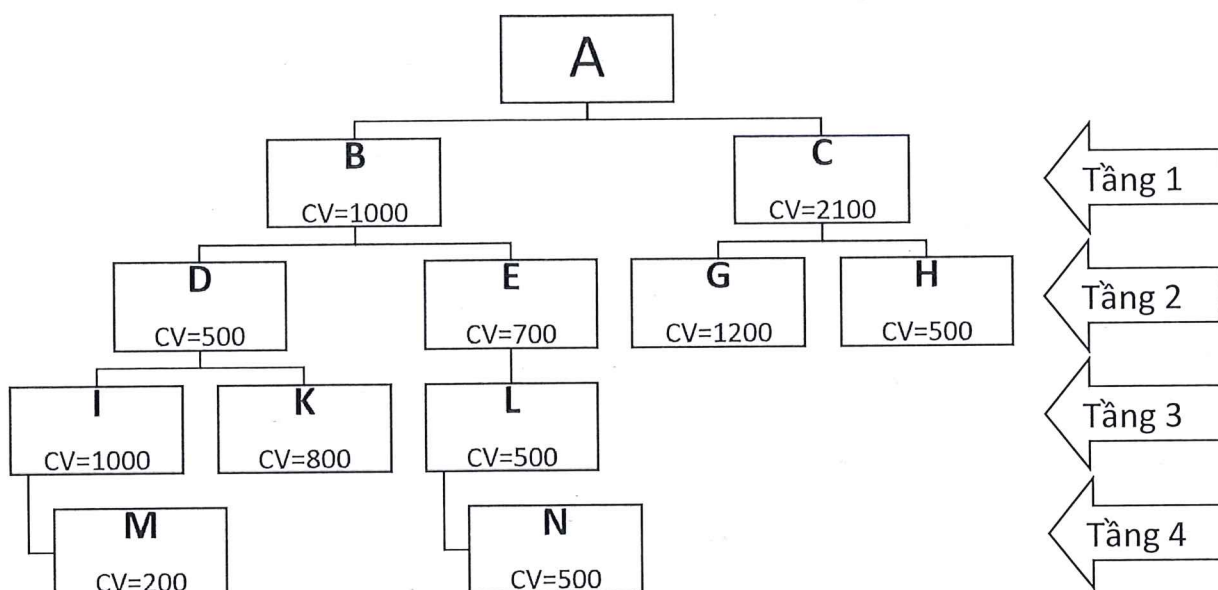 A
B
CV=1000
C
CV=2100
Tầng 1
D
CV=500
E
CV=700
G
CV=1200
H
CV=500
Tầng 2
I
CV=1000
K
CV=800
L
CV=500
Tầng 3
M
CV=200
N
CV=500
Tầng 4